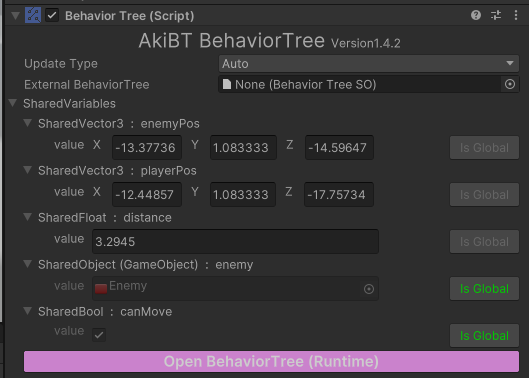 Behavior Tree (Script)
AkiBT BehaviorTree Version1.4.2
Update Type Auto
External BehaviorTree None (Behavior Tree SO)
SharedVariables
SharedVector3 : enemyPos
value X -13.37736 Y 1.083333 Z -14.59647 Is Global
SharedVector3 : playerPos
value X -12.44857 Y 1.083333 Z -17.75734 Is Global
SharedFloat : distance
value 3.2945 Is Global
SharedObject (GameObject) : enemy
value Enemy Is Global
SharedBool : canMove
value Is Global
Open BehaviorTree (Runtime)